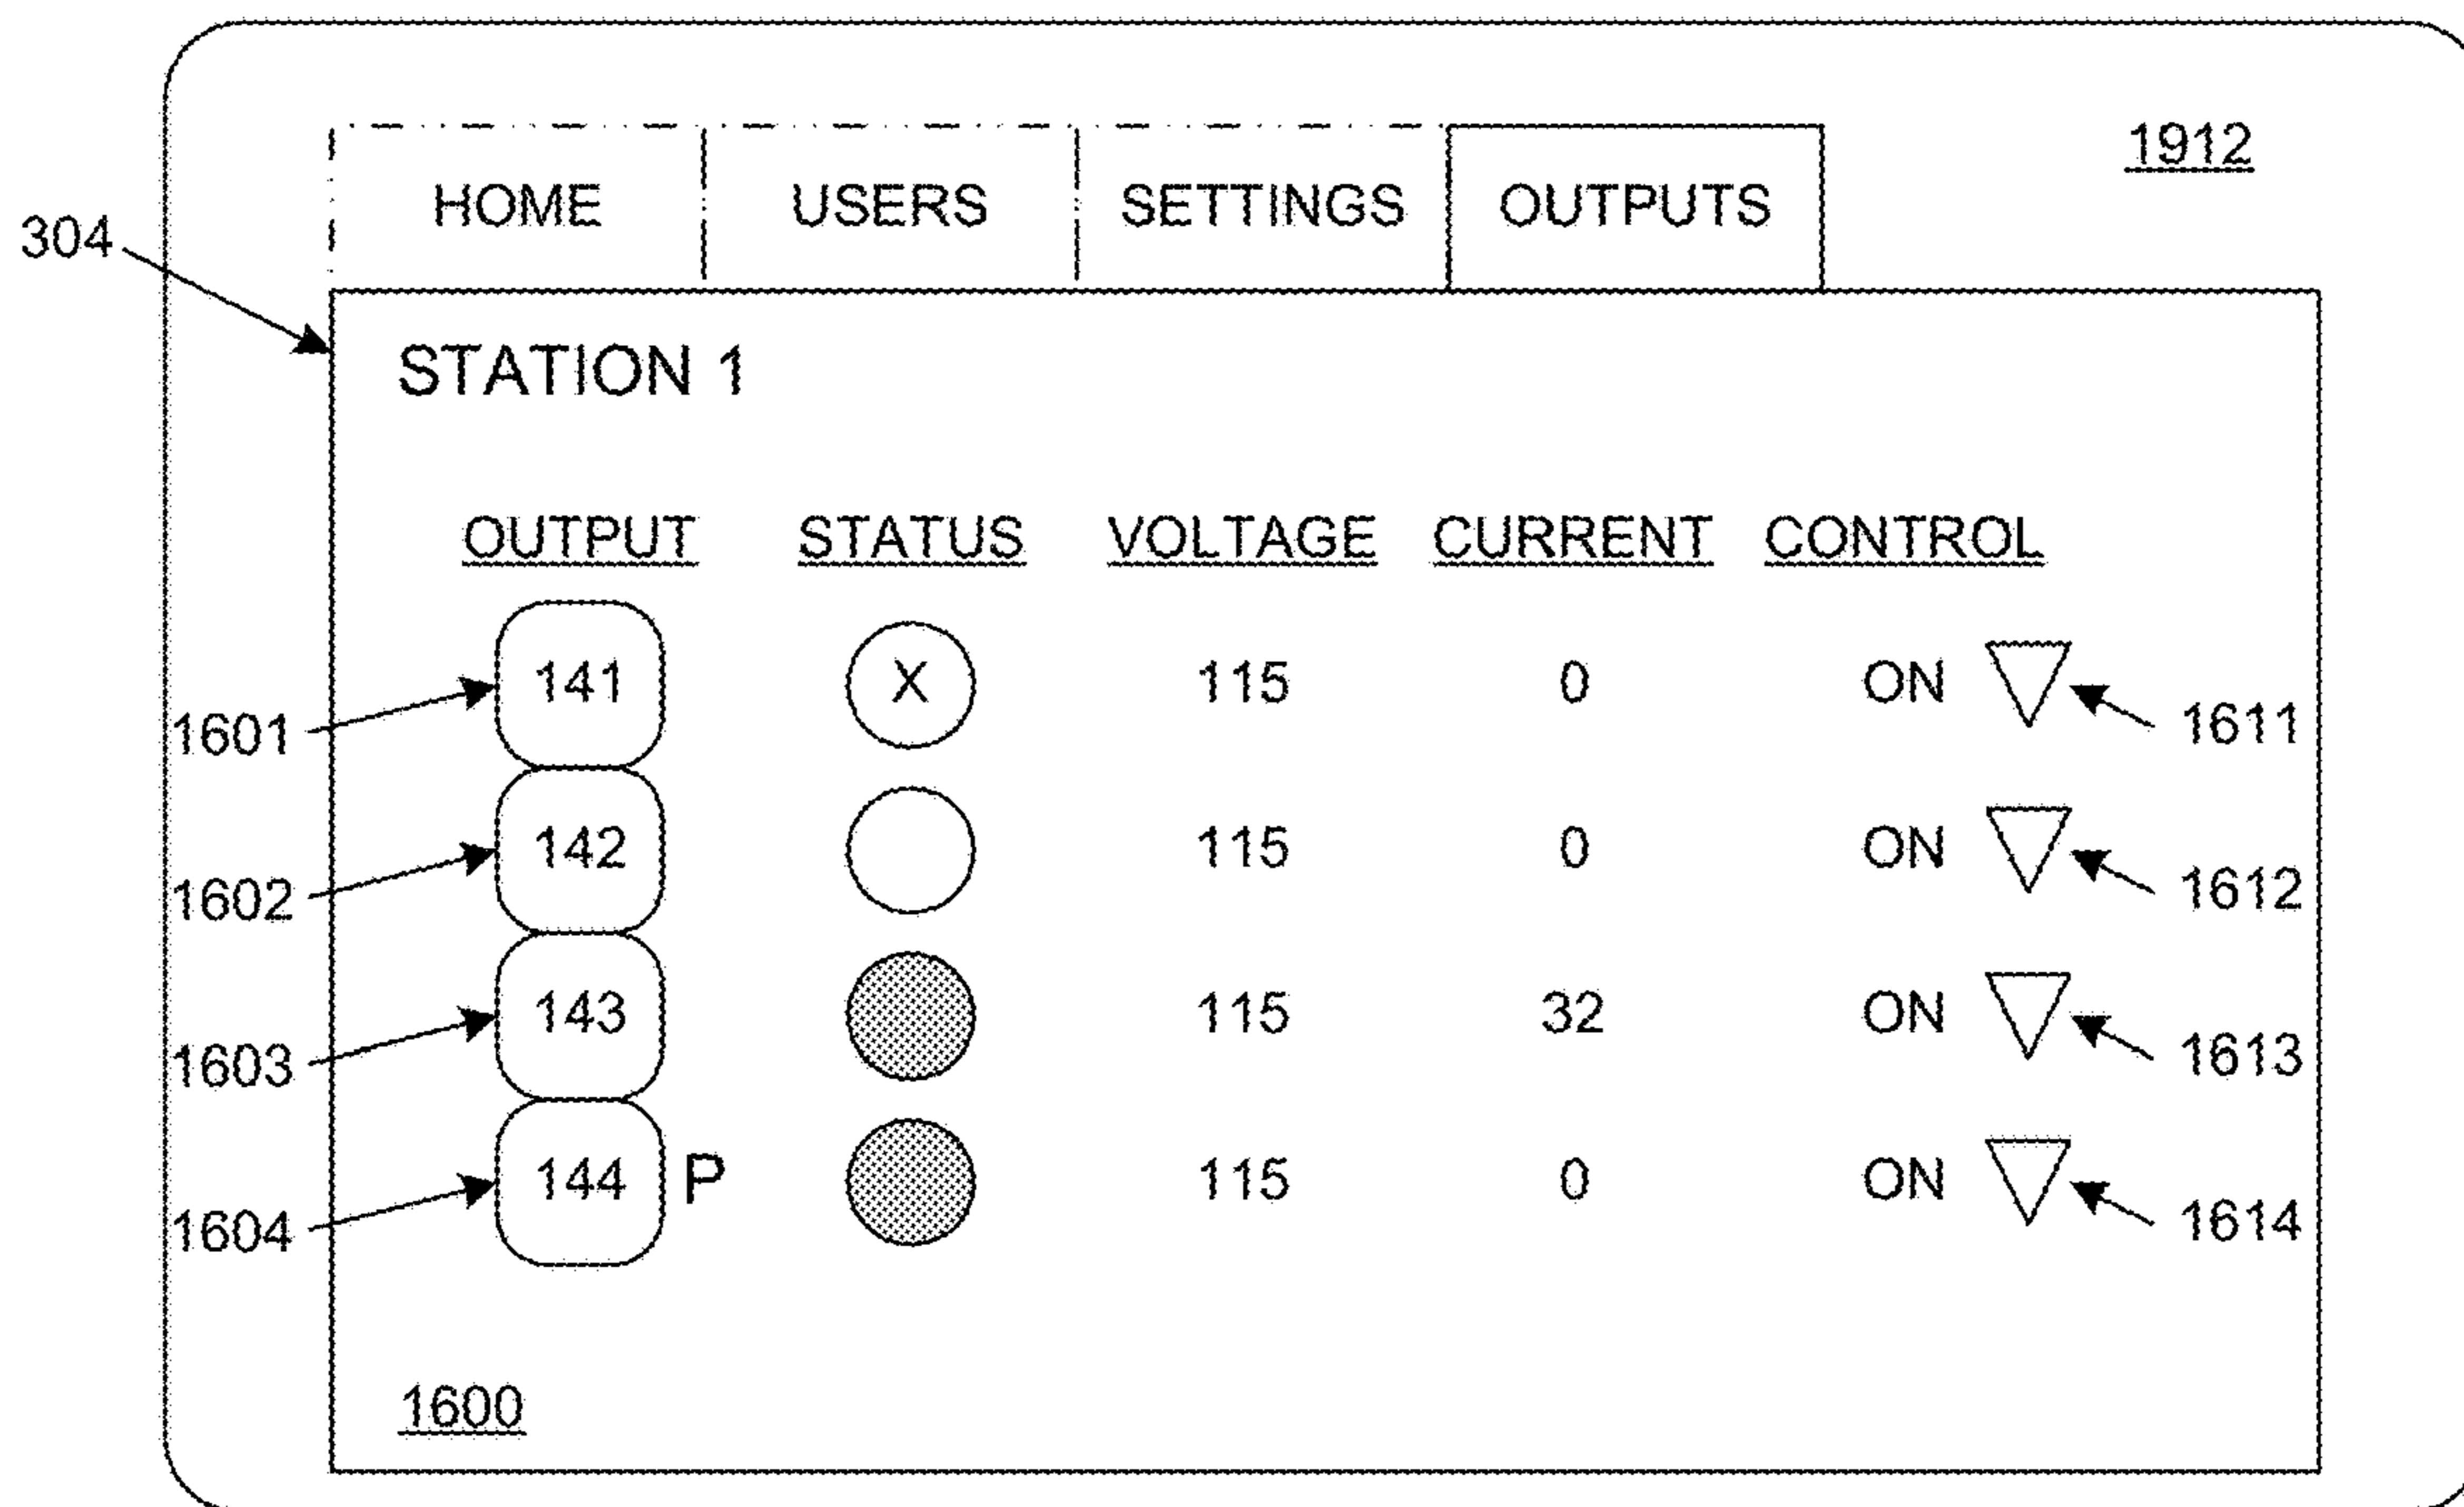 1912
HOME USERS SETTINGS OUTPUTS
304
STATION 1
OUTPUT STATUS VOLTAGE CURRENT CONTROL
141 X 115 0 ON
1601 1611
142 115 0 ON
1602 1612
143 115 32 ON
1603 1613
144 P 115 0 ON
1604 1614
1600